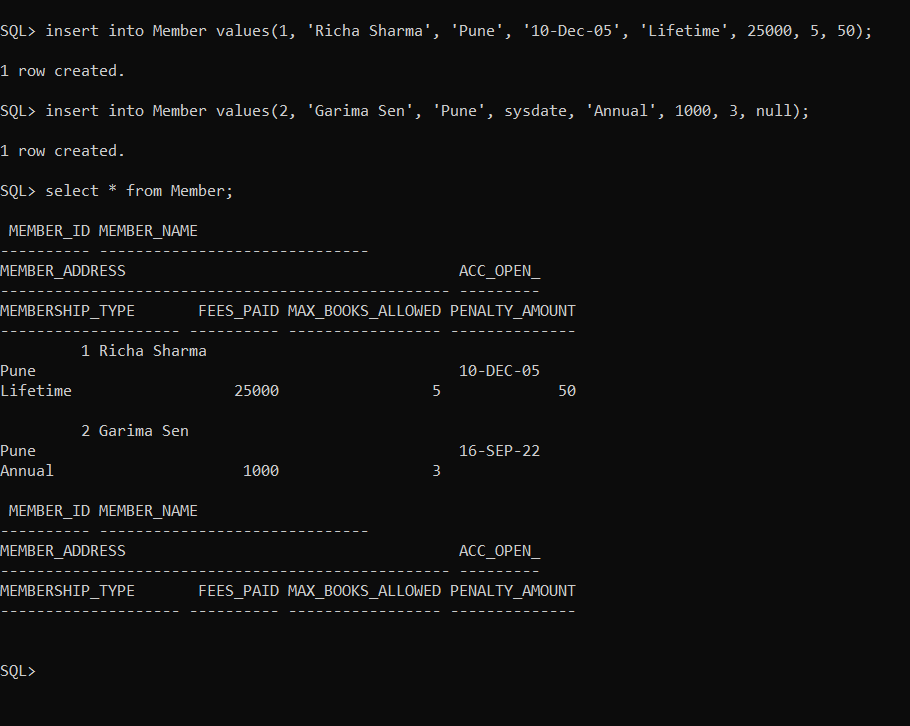 SQL> insert into Member values(1, 'Richa Sharma', 'Pune', '10-Dec-05', 'Lifetime', 25000, 5, 50);
1 row created.
SQL> insert into Member values(2, 'Garima Sen', 'Pune', sysdate, 'Annual', 1000, 3, null);
1 row created.
SQL> select * from Member;
 MEMBER_ID MEMBER_NAME
---------- ------------------------------
MEMBER_ADDRESS                                     ACC_OPEN_
-------------------------------------------------- ---------
MEMBERSHIP_TYPE       FEES_PAID MAX_BOOKS_ALLOWED PENALTY_AMOUNT
-------------------- ---------- ----------------- --------------
         1 Richa Sharma
Pune                                               10-DEC-05
Lifetime                  25000                 5             50
         2 Garima Sen
Pune                                               16-SEP-22
Annual                     1000                 3
 MEMBER_ID MEMBER_NAME
---------- ------------------------------
MEMBER_ADDRESS                                     ACC_OPEN_
-------------------------------------------------- ---------
MEMBERSHIP_TYPE       FEES_PAID MAX_BOOKS_ALLOWED PENALTY_AMOUNT
-------------------- ---------- ----------------- --------------
SQL>